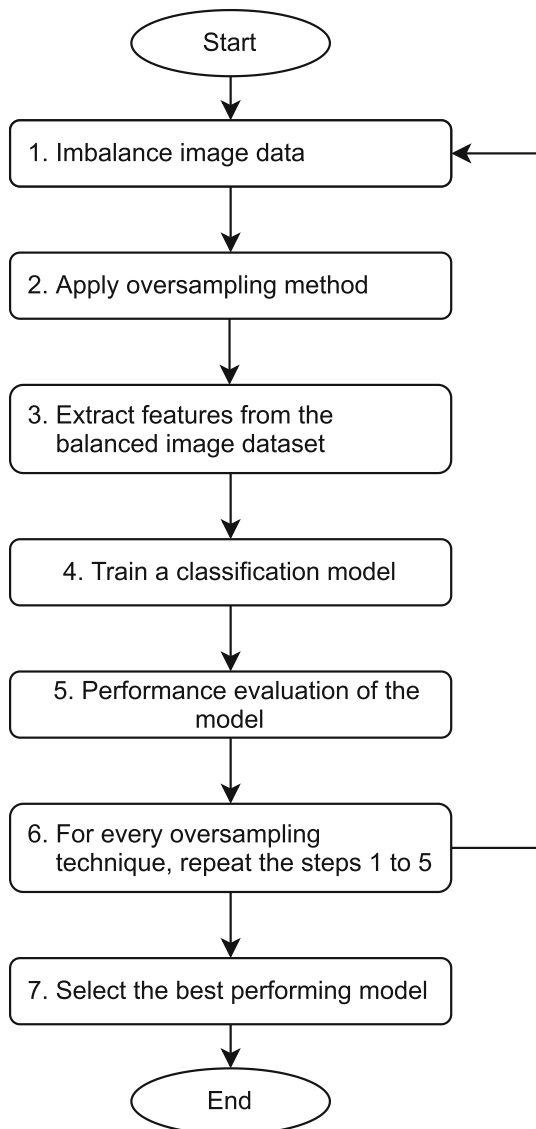 Start
1. Imbalance image data
2. Apply oversampling method
3. Extract features from the
balanced image dataset
4. Train a classification model
5. Performance evaluation of the
model
6. For every oversampling
technique, repeat the steps 1 to 5
7. Select the best performing model
End